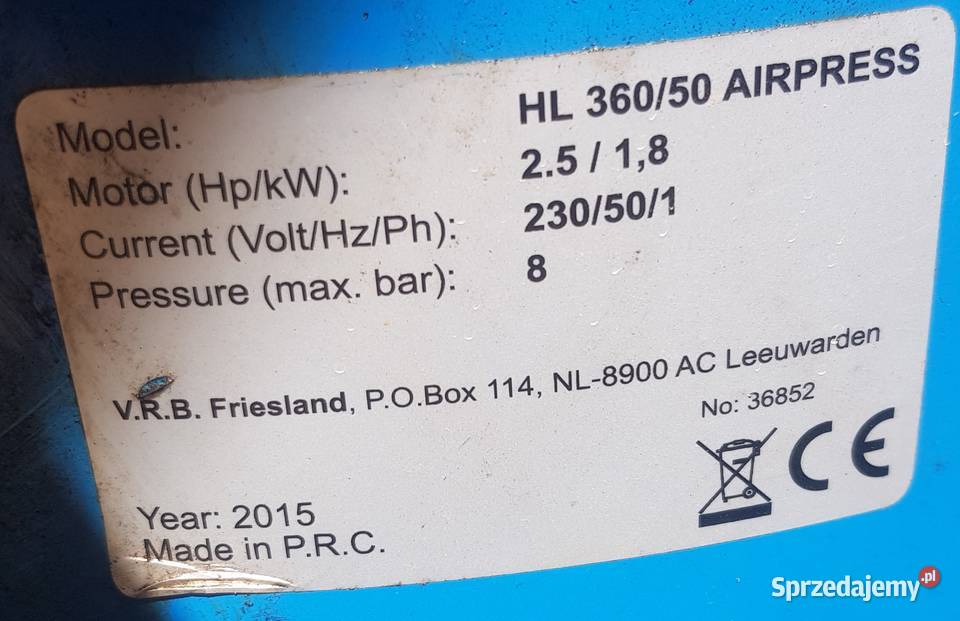 Model: HL 360/50 AIRPRESS
Motor (Hp/kW): 2.5 / 1,8
Current (Volt/Hz/Ph): 230/50/1
Pressure (max. bar): 8
V.R.B. Friesland, P.O.Box 114, NL-8900 AC Leeuwarden
No: 36852
CE
Year: 2015
Made in P.R.C.
Sprzedajemy.pl